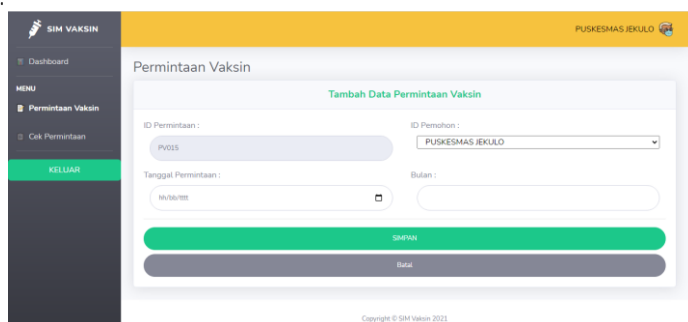 SIM VAKSIN
PUSKESMAS JEKULO
Dashboard
MENU
Permintaan Vaksin
Cek Permintaan
KELUAR
Permintaan Vaksin
Tambah Data Permintaan Vaksin
ID Permintaan :
ID Pemohon :
PV015
PUSKESMAS JEKULO
Tanggal Permintaan :
Bulan :
hh/bb/tttt
SIMPAN
Batal
Copyright © SIM Vaksin 2021